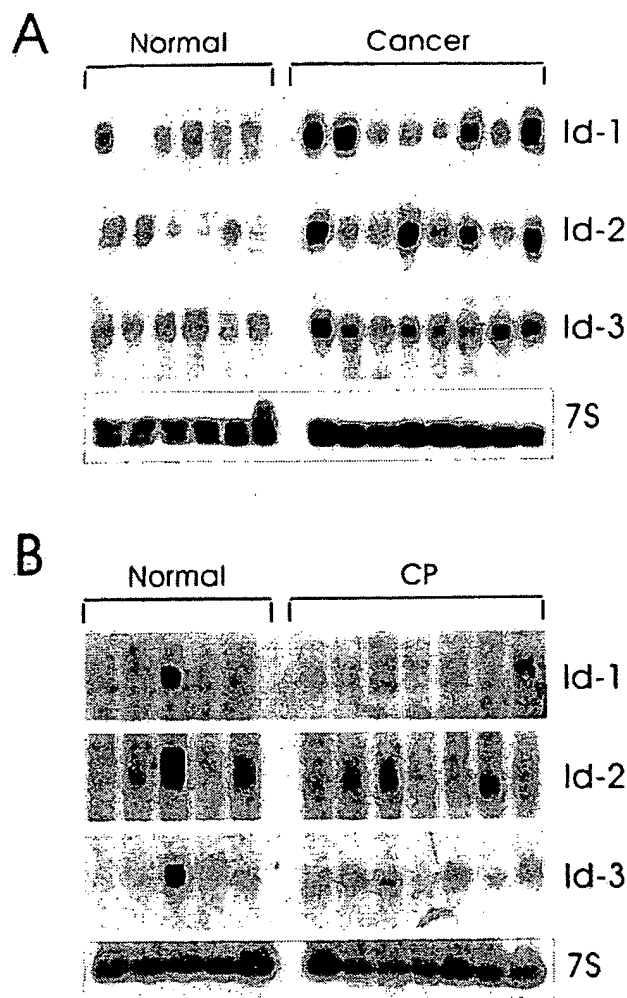 A
Normal Cancer
Id-1
Id-2
Id-3
7S
B
Normal CP
Id-1
Id-2
Id-3
7S